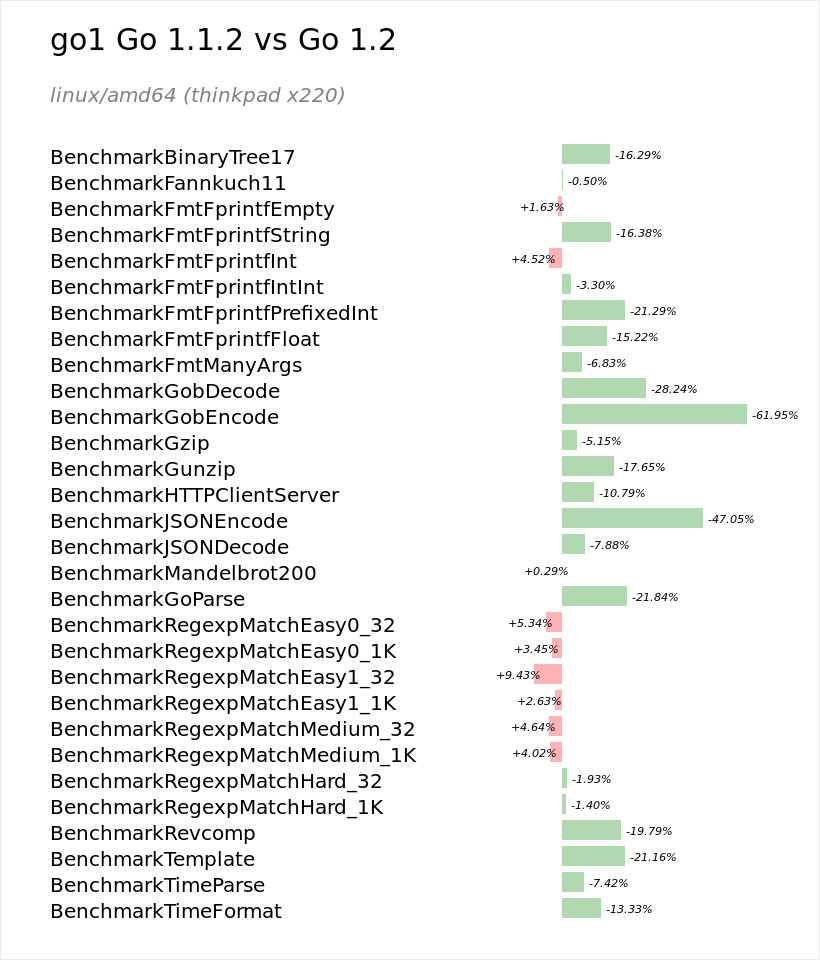 go1 Go 1.1.2 vs Go 1.2
linux/amd64 (thinkpad x220)
BenchmarkBinaryTree17 -16.29%
BenchmarkFannkuch11 -0.50%
BenchmarkFmtFprintfEmpty +1.63%
BenchmarkFmtFprintfString -16.38%
BenchmarkFmtFprintfInt +4.52%
BenchmarkFmtFprintfIntInt -3.30%
BenchmarkFmtFprintfPrefixedInt -21.29%
BenchmarkFmtFprintfFloat -15.22%
BenchmarkFmtManyArgs -6.83%
BenchmarkGobDecode -28.24%
BenchmarkGobEncode -61.95%
BenchmarkGzip -5.15%
BenchmarkGunzip -17.65%
BenchmarkHTTPClientServer -10.79%
BenchmarkJSONEncode -47.05%
BenchmarkJSONDecode -7.88%
BenchmarkMandelbrot200 +0.29%
BenchmarkGoParse -21.84%
BenchmarkRegexpMatchEasy0_32 +5.34%
BenchmarkRegexpMatchEasy0_1K +3.45%
BenchmarkRegexpMatchEasy1_32 +9.43%
BenchmarkRegexpMatchEasy1_1K +2.63%
BenchmarkRegexpMatchMedium_32 +4.64%
BenchmarkRegexpMatchMedium_1K +4.02%
BenchmarkRegexpMatchHard_32 -1.93%
BenchmarkRegexpMatchHard_1K -1.40%
BenchmarkRevcomp -19.79%
BenchmarkTemplate -21.16%
BenchmarkTimeParse -7.42%
BenchmarkTimeFormat -13.33%